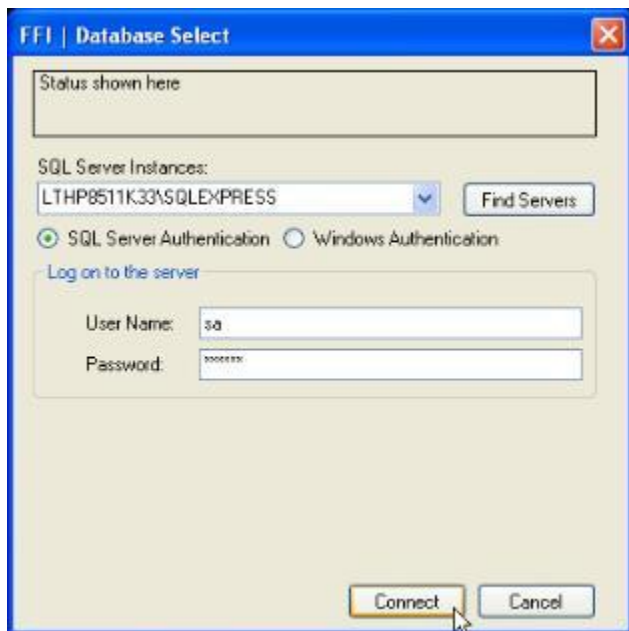 FFI | Database Select
Status shown here
SQL Server Instances:
LTHP8511K33\SQLEXPRESS
Find Servers
SQL Server Authentication Windows Authentication
Log on to the server
User Name: sa
Password: *******
Connect Cancel